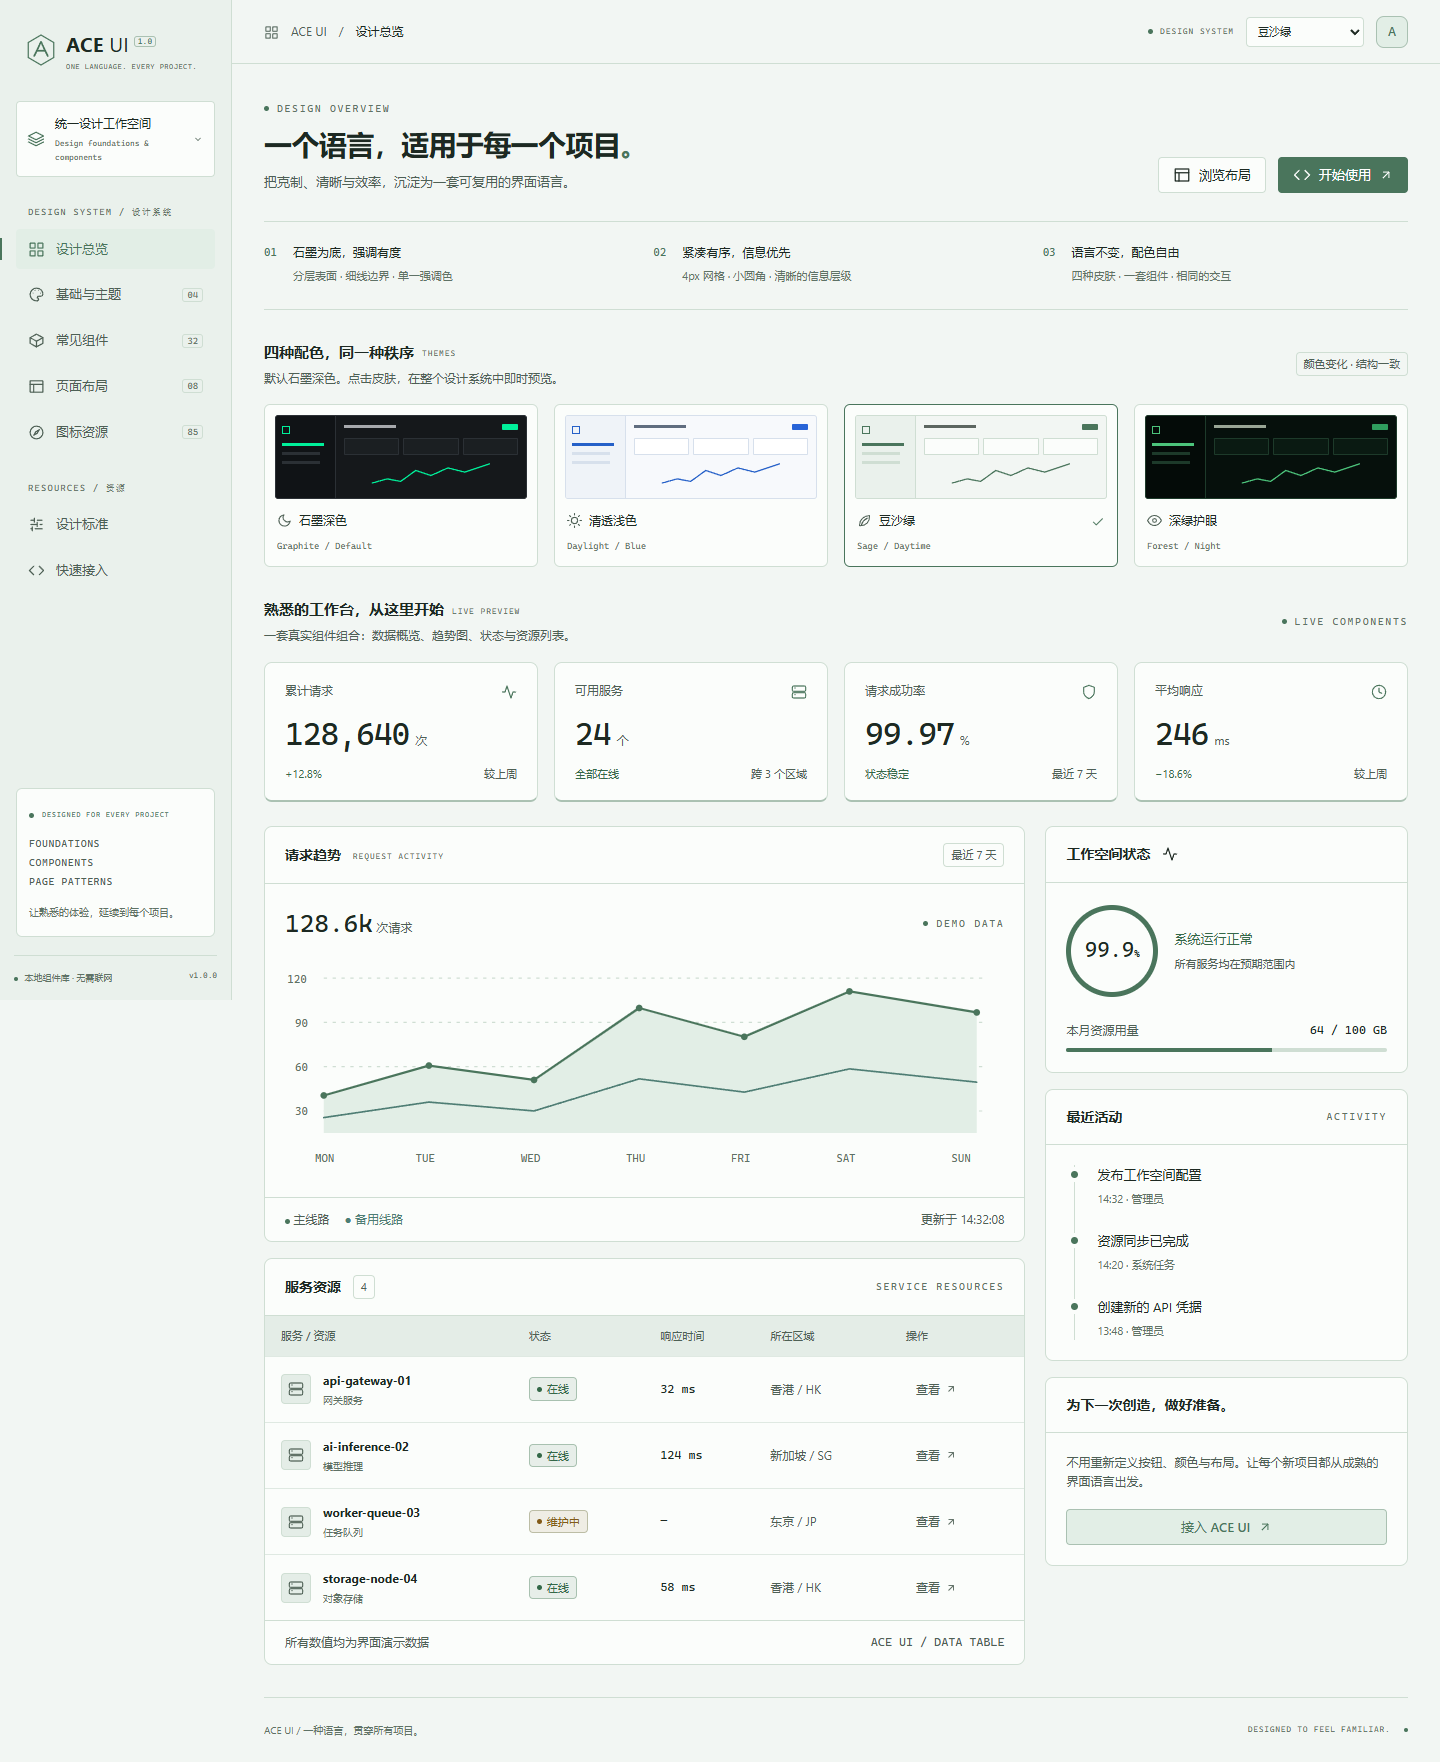 ACE UI 1.0
ONE LANGUAGE. EVERY PROJECT.
统一设计工作空间
Design foundations &
components
DESIGN SYSTEM / 设计系统
设计总览
基础与主题 04
常见组件 32
页面布局 08
图标资源 85
RESOURCES / 资源
设计标准
快速接入
DESIGNED FOR EVERY PROJECT
FOUNDATIONS
COMPONENTS
PAGE PATTERNS
让熟悉的体验，延续到每个项目。
本地组件库 · 无需联网 v1.0.0
ACE UI / 设计总览
DESIGN SYSTEM 豆沙绿 A
DESIGN OVERVIEW
一个语言，适用于每一个项目。
把克制、清晰与效率，沉淀为一套可复用的界面语言。
浏览布局 开始使用
01 石墨为底，强调有度
分层表面 · 细线边界 · 单一强调色
02 紧凑有序，信息优先
4px 网格 · 小圆角 · 清晰的信息层级
03 语言不变，配色自由
四种皮肤 · 一套组件 · 相同的交互
四种配色，同一种秩序 THEMES
默认石墨深色。点击皮肤，在整个设计系统中即时预览。
颜色变化 · 结构一致
石墨深色
Graphite / Default
清透浅色
Daylight / Blue
豆沙绿
Sage / Daytime
深绿护眼
Forest / Night
熟悉的工作台，从这里开始 LIVE PREVIEW
一套真实组件组合：数据概览、趋势图、状态与资源列表。
LIVE COMPONENTS
累计请求
128,640 次
+12.8% 较上周
可用服务
24 个
全部在线 跨 3 个区域
请求成功率
99.97 %
状态稳定 最近 7 天
平均响应
246 ms
−18.6% 较上周
请求趋势 REQUEST ACTIVITY 最近 7 天
128.6k 次请求 DEMO DATA
120
90
60
30
MON TUE WED THU FRI SAT SUN
主线路 备用线路 更新于 14:32:08
服务资源 4 SERVICE RESOURCES
服务 / 资源 状态 响应时间 所在区域 操作
api-gateway-01 在线 32 ms 香港 / HK 查看
网关服务
ai-inference-02 在线 124 ms 新加坡 / SG 查看
模型推理
worker-queue-03 维护中 — 东京 / JP 查看
任务队列
storage-node-04 在线 58 ms 香港 / HK 查看
对象存储
所有数值均为界面演示数据 ACE UI / DATA TABLE
工作空间状态
99.9%
系统运行正常
所有服务均在预期范围内
本月资源用量 64 / 100 GB
最近活动 ACTIVITY
发布工作空间配置
14:32 · 管理员
资源同步已完成
14:20 · 系统任务
创建新的 API 凭据
13:48 · 管理员
为下一次创造，做好准备。
不用重新定义按钮、颜色与布局。让每个新项目都从成熟的
界面语言出发。
接入 ACE UI
ACE UI / 一种语言，贯穿所有项目。
DESIGNED TO FEEL FAMILIAR.